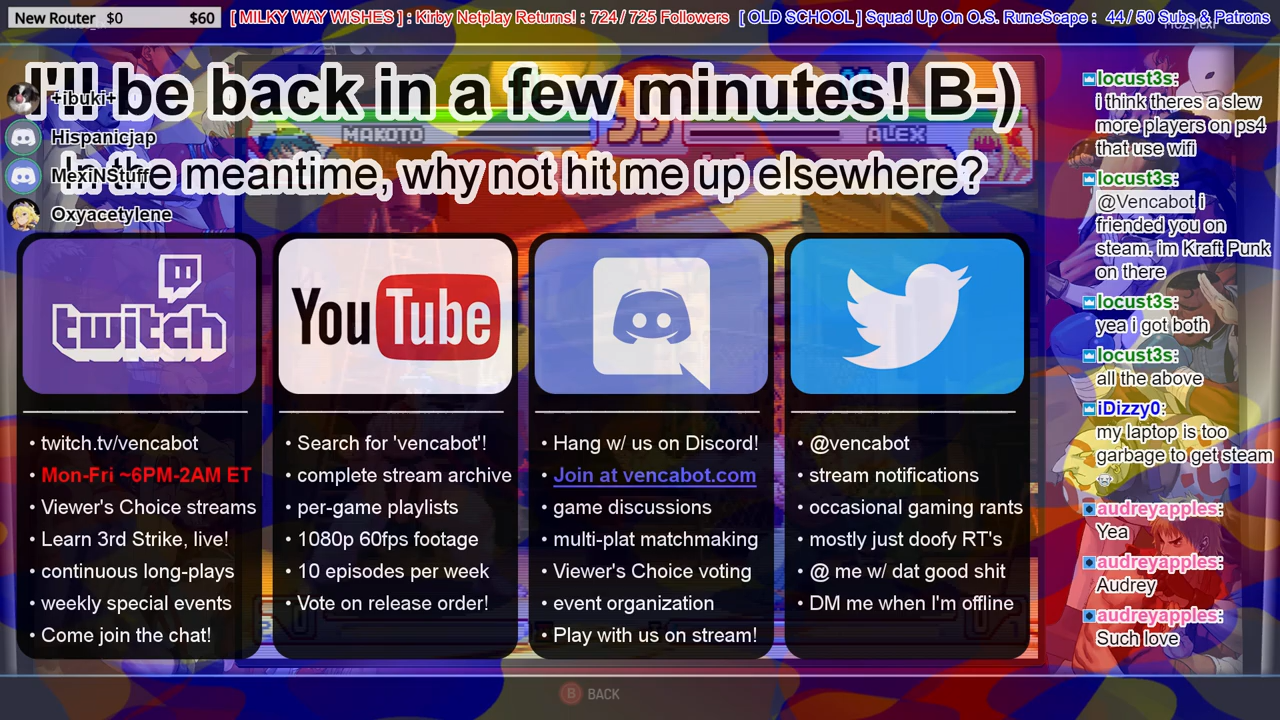 New Router $0 $60 [ MILKY WAY WISHES ] : Kirby Netplay Returns! : 724 / 725 Followers [ OLD SCHOOL ] Squad Up On O.S. RuneScape : 44 / 50 Subs & Patrons
I'll be back in a few minutes! B-)
In the meantime, why not hit me up elsewhere?
+ibuki+
Hispanicjap
MexiNStuff
Oxyacetylene
MAKOTO
99
ALEX
twitch
YouTube
• twitch.tv/vencabot
• Mon-Fri ~6PM-2AM ET
• Viewer's Choice streams
• Learn 3rd Strike, live!
• continuous long-plays
• weekly special events
• Come join the chat!
• Search for 'vencabot'!
• complete stream archive
• per-game playlists
• 1080p 60fps footage
• 10 episodes per week
• Vote on release order!
• Hang w/ us on Discord!
• Join at vencabot.com
• game discussions
• multi-plat matchmaking
• Viewer's Choice voting
• event organization
• Play with us on stream!
• @vencabot
• stream notifications
• occasional gaming rants
• mostly just doofy RT's
• @ me w/ dat good shit
• DM me when I'm offline
locust3s:
i think theres a slew
more players on ps4
that use wifi
locust3s:
@Vencabot i
friended you on
steam. im Kraft Punk
on there
locust3s:
yea i got both
locust3s:
all the above
iDizzy0:
my laptop is too
garbage to get steam
audreyapples:
Yea
audreyapples:
Audrey
audreyapples:
Such love
B BACK